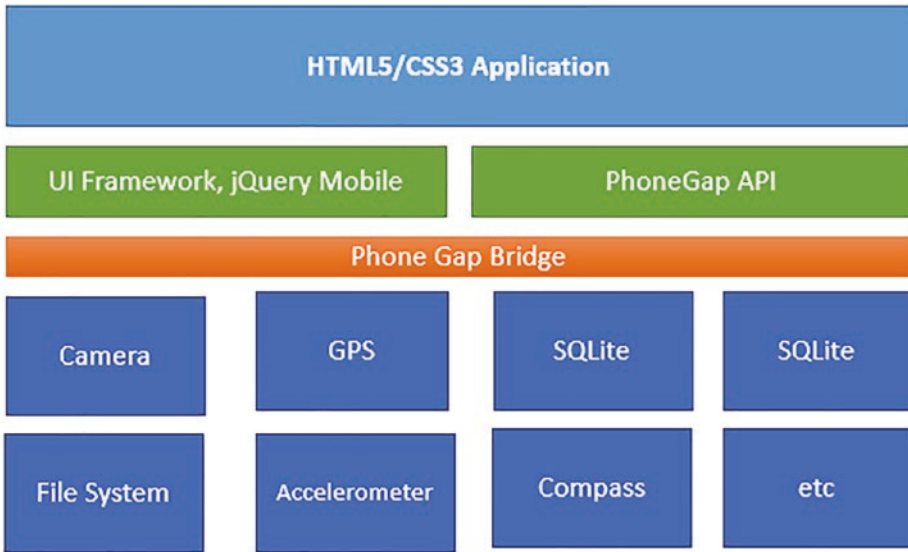 HTML5/CSS3 Application
UI Framework, jQuery Mobile
PhoneGap API
Phone Gap Bridge
Camera
GPS
SQLite
SQLite
File System
Accelerometer
Compass
etc